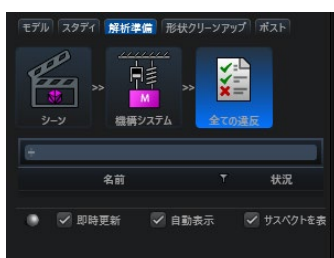 モデル スタディ 解析準備 形状クリーンアップ ポスト
>> >>
M
シーン 機構システム 全ての違反
名前 状況
即時更新 自動表示 サスペクトを表